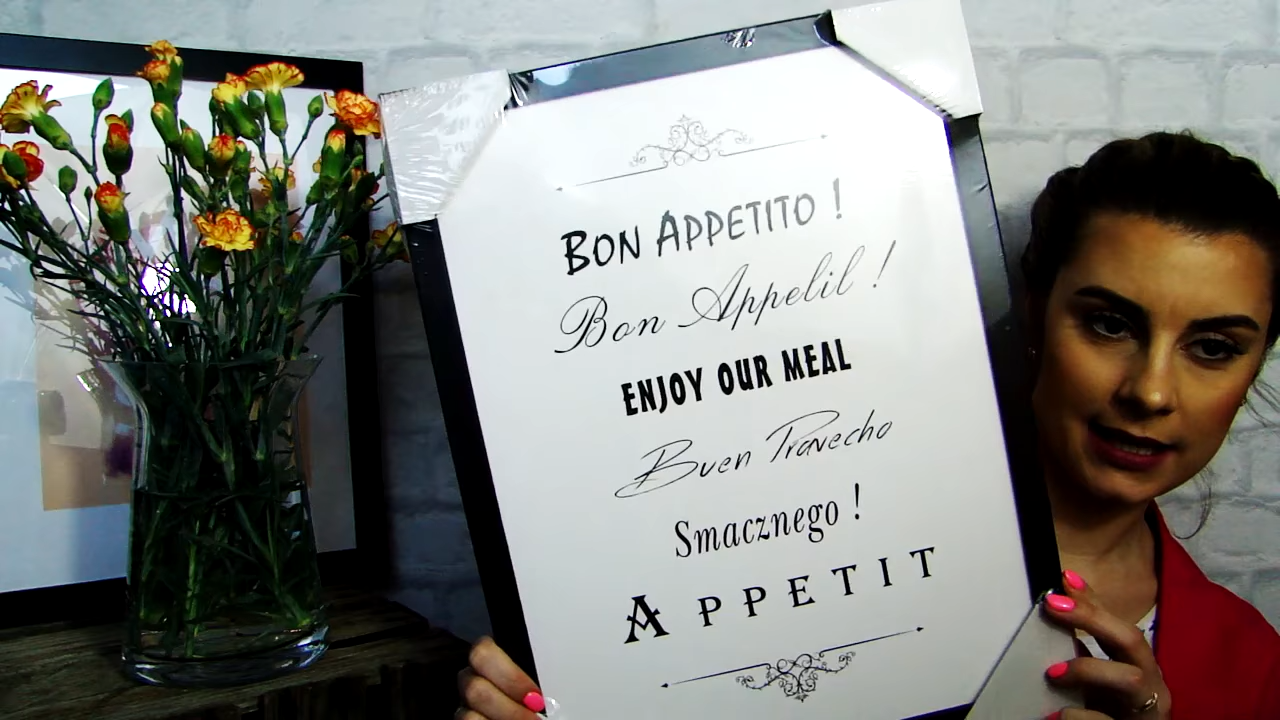 BON APPETITO !
Bon Appelil !
ENJOY OUR MEAL
Buen Pravecho
Smacznego !
APPETIT